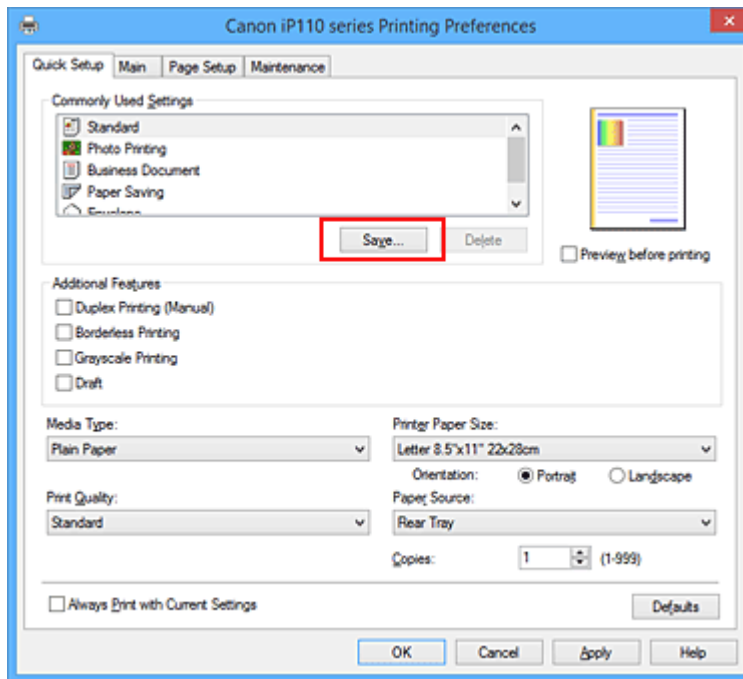 Canon iP110 series Printing Preferences
Quick Setup Main Page Setup Maintenance
Commonly Used Settings
Standard
Photo Printing
Business Document
Paper Saving
Envelope
Save... Delete
Preview before printing
Additional Features
Duplex Printing (Manual)
Borderless Printing
Grayscale Printing
Draft
Media Type: Printer Paper Size:
Plain Paper Letter 8.5"x11" 22x28cm
Orientation: Portrait Landscape
Print Quality: Paper Source:
Standard Rear Tray
Copies: 1 (1-999)
Always Print with Current Settings Defaults
OK Cancel Apply Help